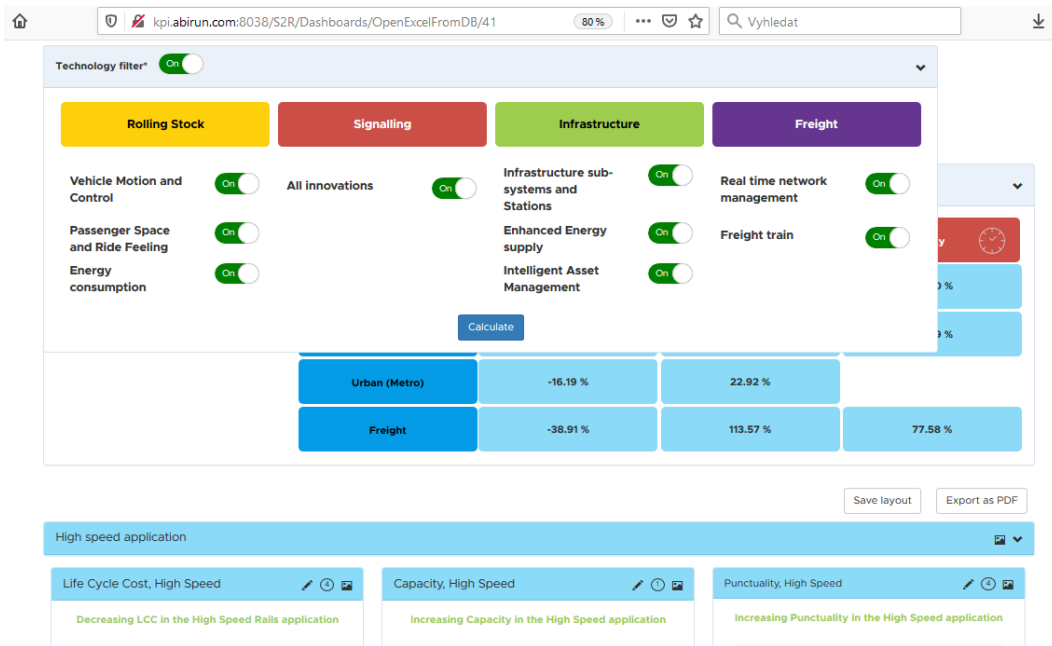 kpi.abirun.com:8038/S2R/Dashboards/OpenExcelFromDB/41
80 %
Vyhledat
Technology filter*
On
Rolling Stock
Signalling
Infrastructure
Freight
Vehicle Motion and
Control
On
All innovations
On
Infrastructure sub-
systems and
Stations
On
Real time network
management
On
Passenger Space
and Ride Feeling
On
Enhanced Energy
supply
On
Freight train
On
Energy
consumption
On
Intelligent Asset
Management
On
Calculate
y
%
%
Urban (Metro)
-16.19 %
22.92 %
Freight
-38.91 %
113.57 %
77.58 %
Save layout
Export as PDF
High speed application
Life Cycle Cost, High Speed
4
Capacity, High Speed
1
Punctuality, High Speed
4
Decreasing LCC in the High Speed Rails application
Increasing Capacity in the High Speed application
Increasing Punctuality in the High Speed application